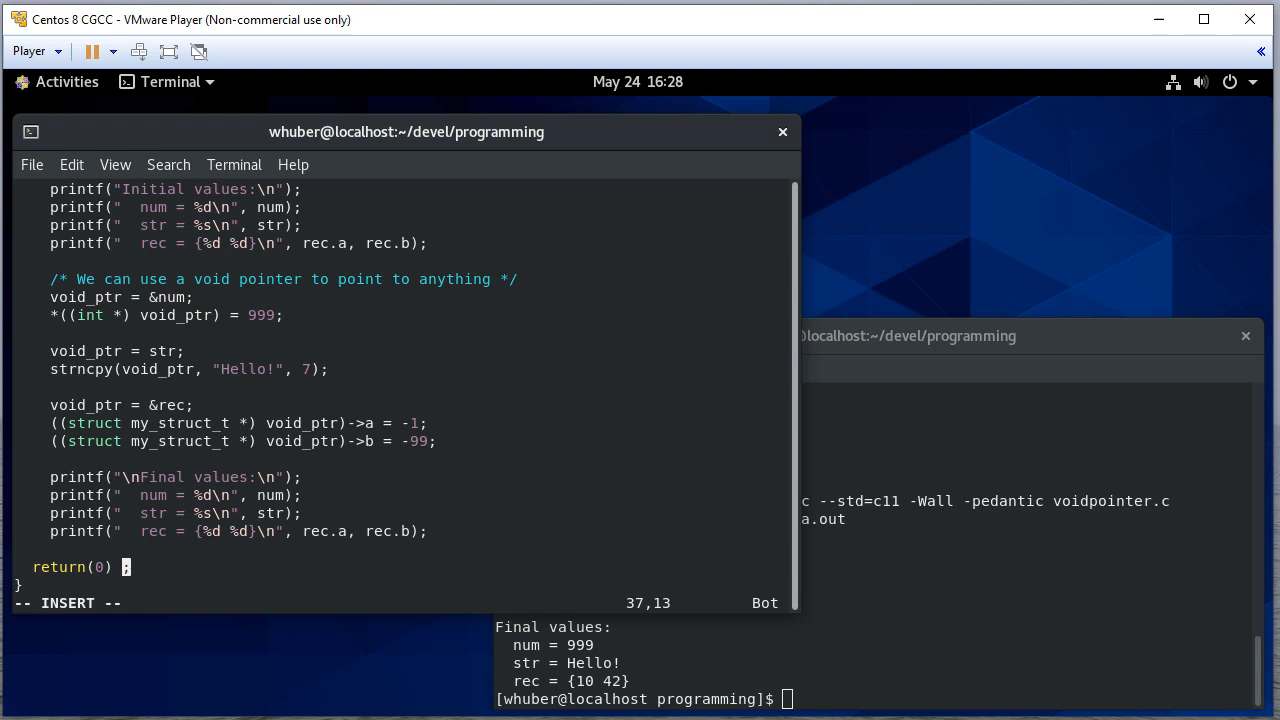 Centos 8 CGCC - VMware Player (Non-commercial use only)
Player
«
Activities
Terminal
May 24 16:28
whuber@localhost:~/devel/programming
File Edit View Search Terminal Help
printf("Initial values:\n");
printf("  num = %d\n", num);
printf("  str = %s\n", str);
printf("  rec = {%d %d}\n", rec.a, rec.b);
/* We can use a void pointer to point to anything */
void_ptr = &num;
*((int *) void_ptr) = 999;
void_ptr = str;
strncpy(void_ptr, "Hello!", 7);
void_ptr = &rec;
((struct my_struct_t *) void_ptr)->a = -1;
((struct my_struct_t *) void_ptr)->b = -99;
printf("\nFinal values:\n");
printf("  num = %d\n", num);
printf("  str = %s\n", str);
printf("  rec = {%d %d}\n", rec.a, rec.b);
return(0) ;
}
-- INSERT --
37,13
Bot
localhost:~/devel/programming
c --std=c11 -Wall -pedantic voidpointer.c
a.out
Final values:
num = 999
str = Hello!
rec = {10 42}
[whuber@localhost programming]$